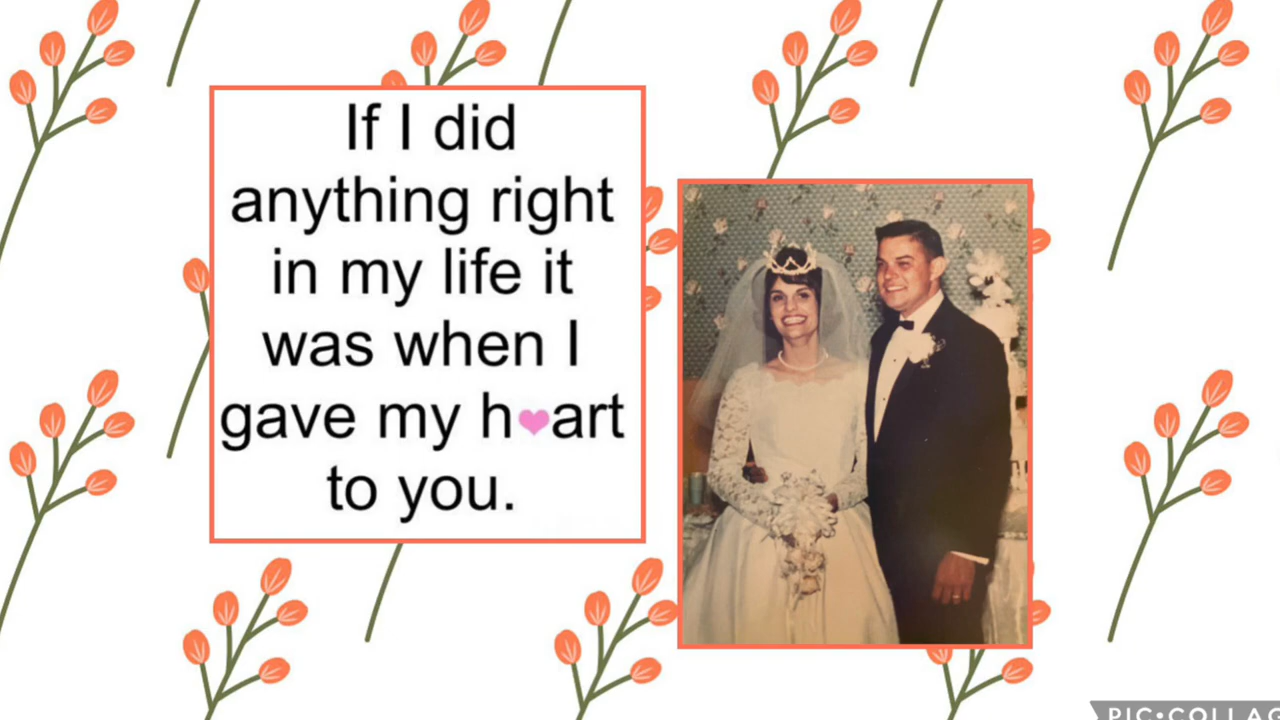 If I did
anything right
in my life it
was when I
gave my h❤art
to you.
PIC•COLLAG